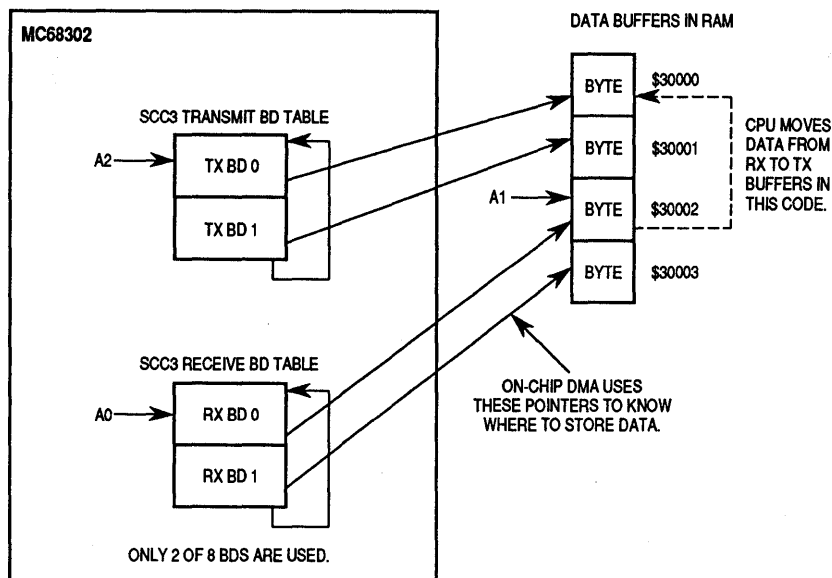 MC68302
SCC3 TRANSMIT BD TABLE
A2
TX BD 0
TX BD 1
SCC3 RECEIVE BD TABLE
A0
RX BD 0
RX BD 1
ONLY 2 OF 8 BDS ARE USED.
DATA BUFFERS IN RAM
BYTE $30000
BYTE $30001
A1
BYTE $30002
BYTE $30003
CPU MOVES
DATA FROM
RX TO TX
BUFFERS IN
THIS CODE.
ON-CHIP DMA USES
THESE POINTERS TO KNOW
WHERE TO STORE DATA.